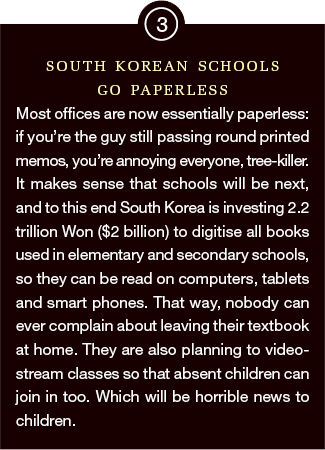 3
SOUTH KOREAN SCHOOLS
GO PAPERLESS
Most offices are now essentially paperless:
if you’re the guy still passing round printed
memos, you’re annoying everyone, tree-killer.
It makes sense that schools will be next,
and to this end South Korea is investing 2.2
trillion Won ($2 billion) to digitise all books
used in elementary and secondary schools,
so they can be read on computers, tablets
and smart phones. That way, nobody can
ever complain about leaving their textbook
at home. They are also planning to video-
stream classes so that absent children can
join in too. Which will be horrible news to
children.